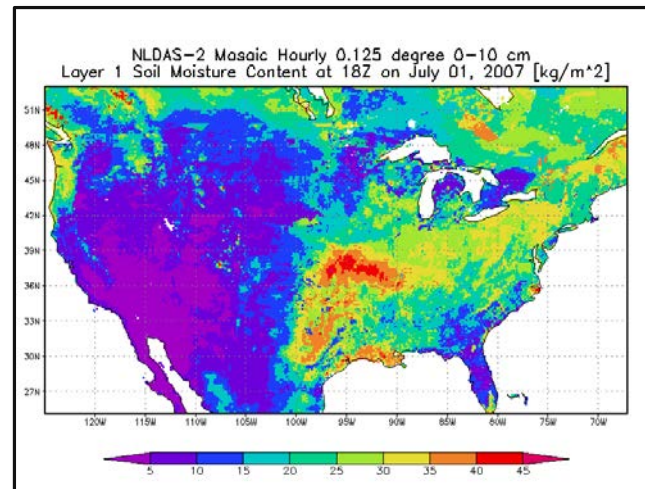 NLDAS-2 Mosaic Hourly 0.125 degree 0-10 cm
Layer 1 Soil Moisture Content at 18Z on July 01, 2007 [kg/m^2]
51N
48N
45N
42N
39N
36N
33N
30N
27N
120W 115W 110W 105W 100W 95W 90W 85W 80W 75W 70W
5 10 15 20 25 30 35 40 45